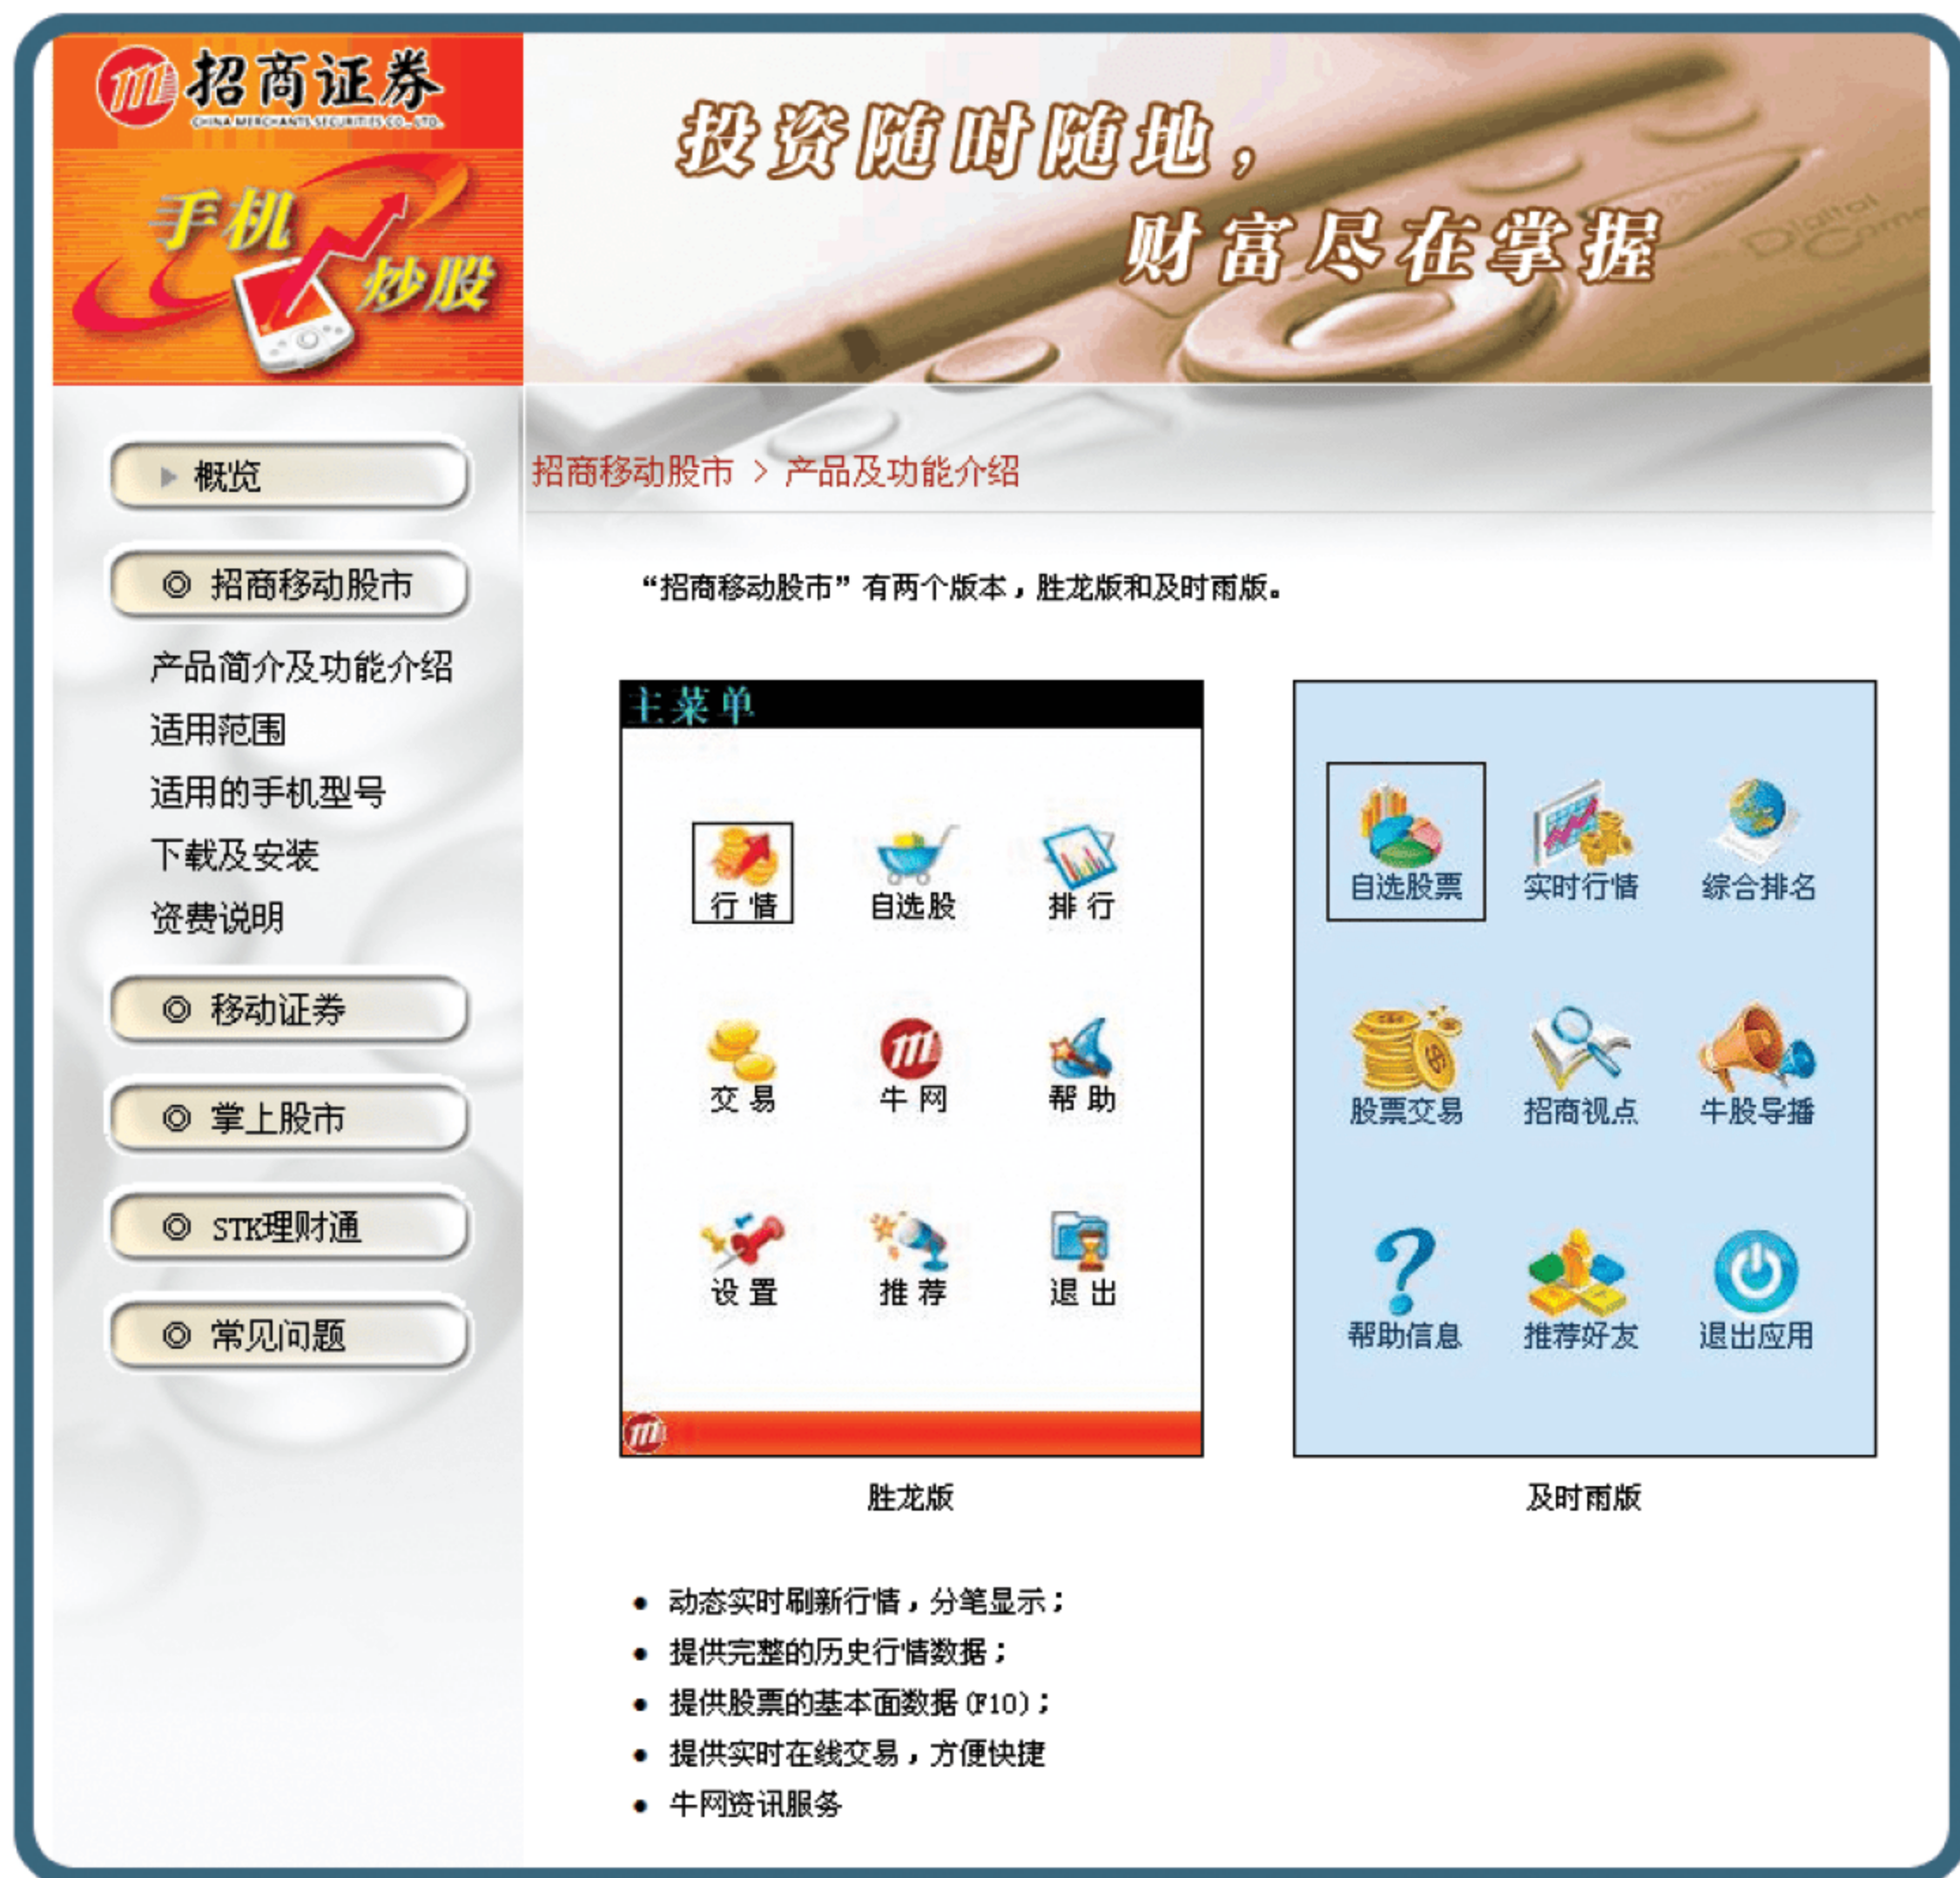 招商证券
CHINA MERCHANTS SECURITIES CO., LTD.
手机
炒股
投资随时随地，
财富尽在掌握
▶ 概览
◎ 招商移动股市
产品简介及功能介绍
适用范围
适用的手机型号
下载及安装
资费说明
◎ 移动证券
◎ 掌上股市
◎ STK理财通
◎ 常见问题
招商移动股市 > 产品及功能介绍
“招商移动股市”有两个版本，胜龙版和及时雨版。
主菜单
行情 自选股 排行
交易 牛网 帮助
设置 推荐 退出
胜龙版
自选股票 实时行情 综合排名
股票交易 招商视点 牛股导播
帮助信息 推荐好友 退出应用
及时雨版
● 动态实时刷新行情，分笔显示；
● 提供完整的历史行情数据；
● 提供股票的基本面数据(F10)；
● 提供实时在线交易，方便快捷
● 牛网资讯服务